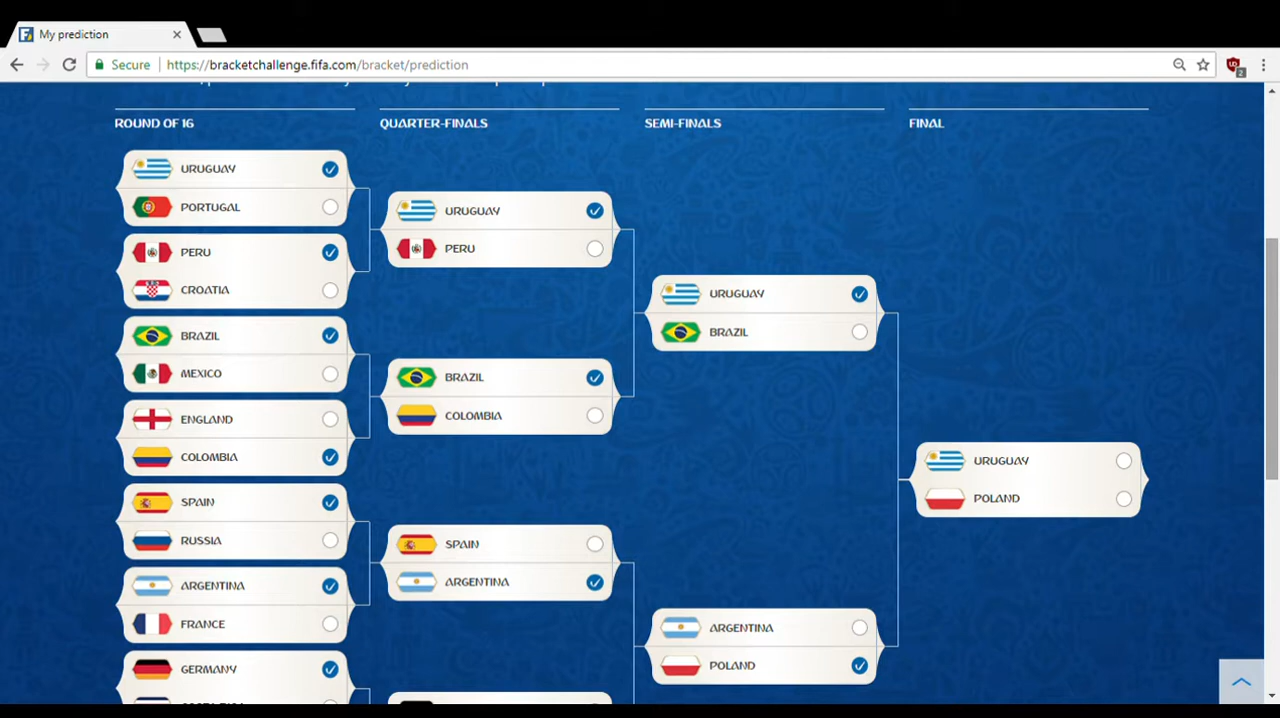 My prediction
Secure https://bracketchallenge.fifa.com/bracket/prediction
2
ROUND OF 16
QUARTER-FINALS
SEMI-FINALS
FINAL
URUGUAY
PORTUGAL
PERU
CROATIA
BRAZIL
MEXICO
ENGLAND
COLOMBIA
SPAIN
RUSSIA
ARGENTINA
FRANCE
GERMANY
URUGUAY
PERU
BRAZIL
COLOMBIA
SPAIN
ARGENTINA
URUGUAY
BRAZIL
ARGENTINA
POLAND
URUGUAY
POLAND